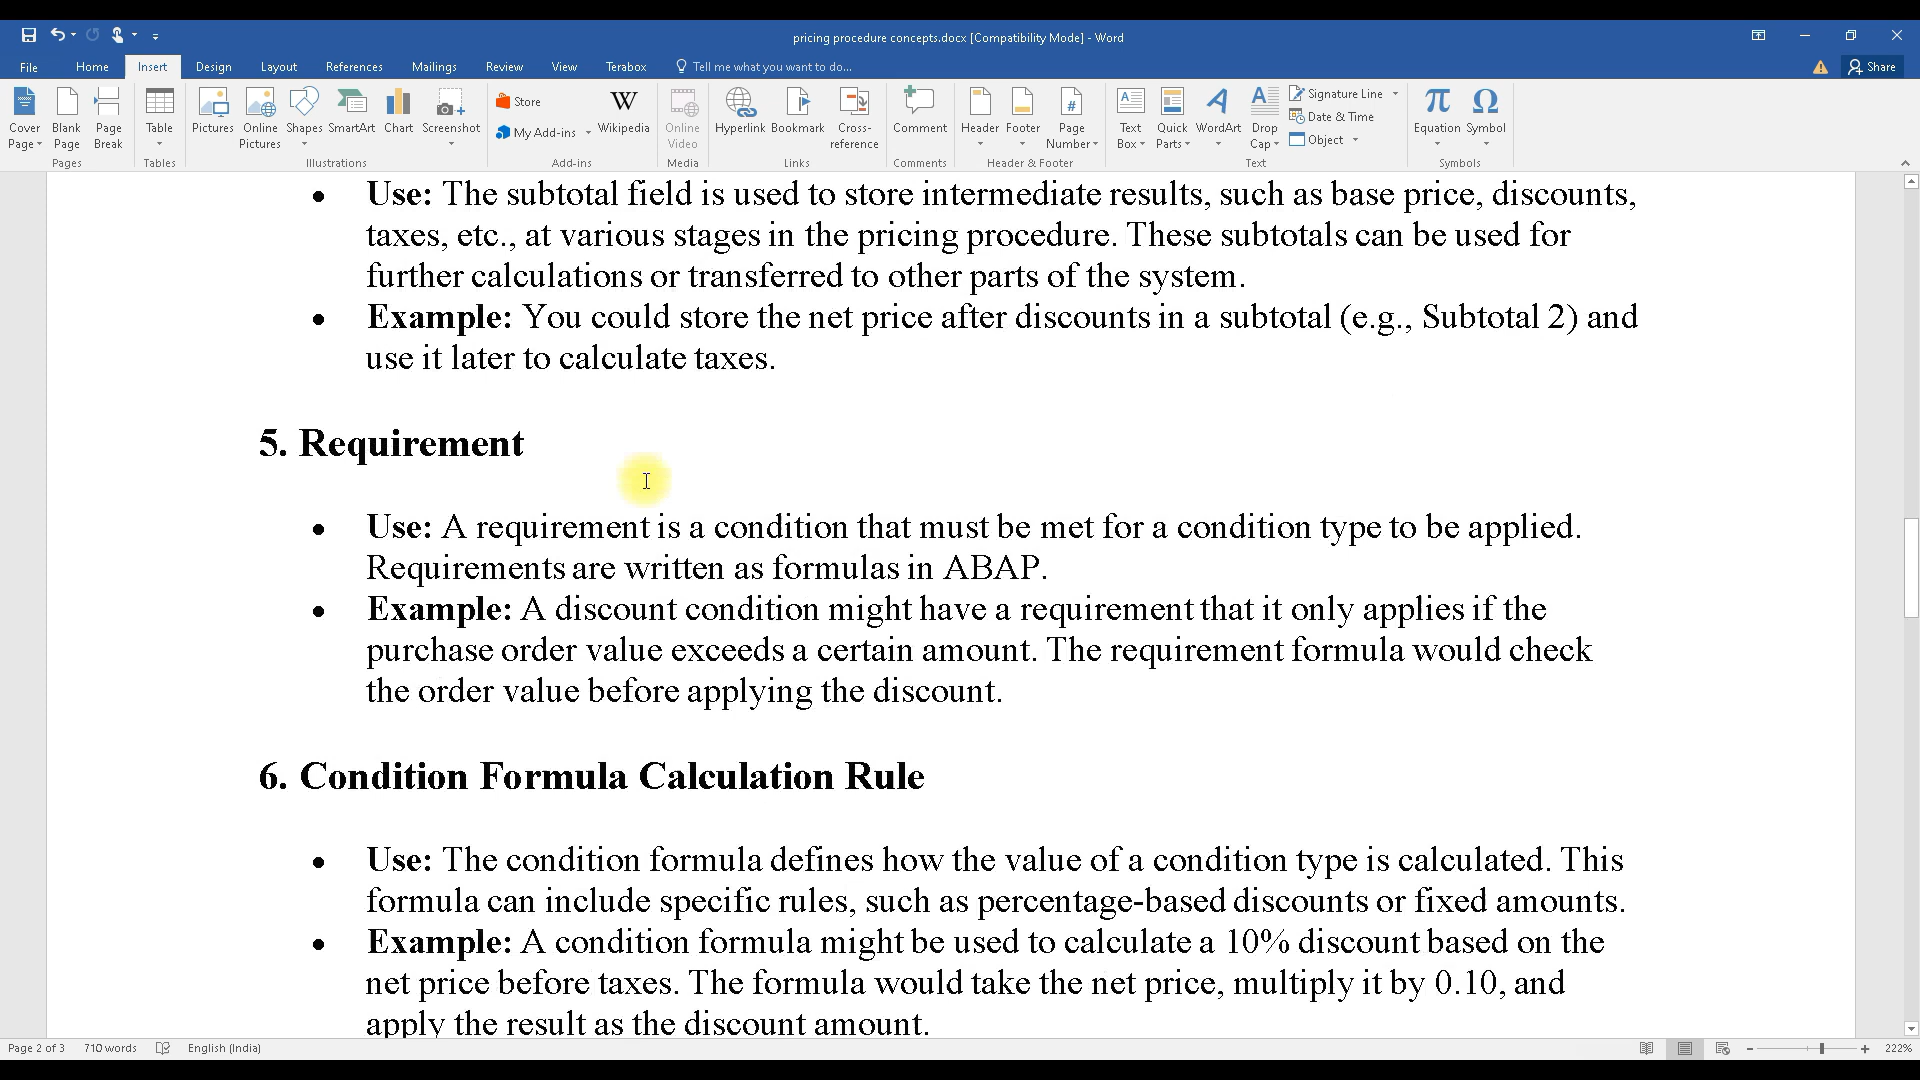 pricing procedure concepts.docx [Compatibility Mode] - Word
File Home Insert Design Layout References Mailings Review View Terabox Tell me what you want to do... Share
Cover Page Blank Page Page Break Table Pictures Online Pictures Shapes SmartArt Chart Screenshot Store My Add-ins Wikipedia Online Video Hyperlink Bookmark Cross-reference Comment Header Footer Page Number Text Box Quick Parts WordArt Drop Cap Signature Line Date & Time Object Equation Symbol
Pages Tables Illustrations Add-ins Media Links Comments Header & Footer Text Symbols
• Use: The subtotal field is used to store intermediate results, such as base price, discounts,
taxes, etc., at various stages in the pricing procedure. These subtotals can be used for
further calculations or transferred to other parts of the system.
• Example: You could store the net price after discounts in a subtotal (e.g., Subtotal 2) and
use it later to calculate taxes.
5. Requirement
• Use: A requirement is a condition that must be met for a condition type to be applied.
Requirements are written as formulas in ABAP.
• Example: A discount condition might have a requirement that it only applies if the
purchase order value exceeds a certain amount. The requirement formula would check
the order value before applying the discount.
6. Condition Formula Calculation Rule
• Use: The condition formula defines how the value of a condition type is calculated. This
formula can include specific rules, such as percentage-based discounts or fixed amounts.
• Example: A condition formula might be used to calculate a 10% discount based on the
net price before taxes. The formula would take the net price, multiply it by 0.10, and
apply the result as the discount amount.
Page 2 of 3 710 words English (India) 222%